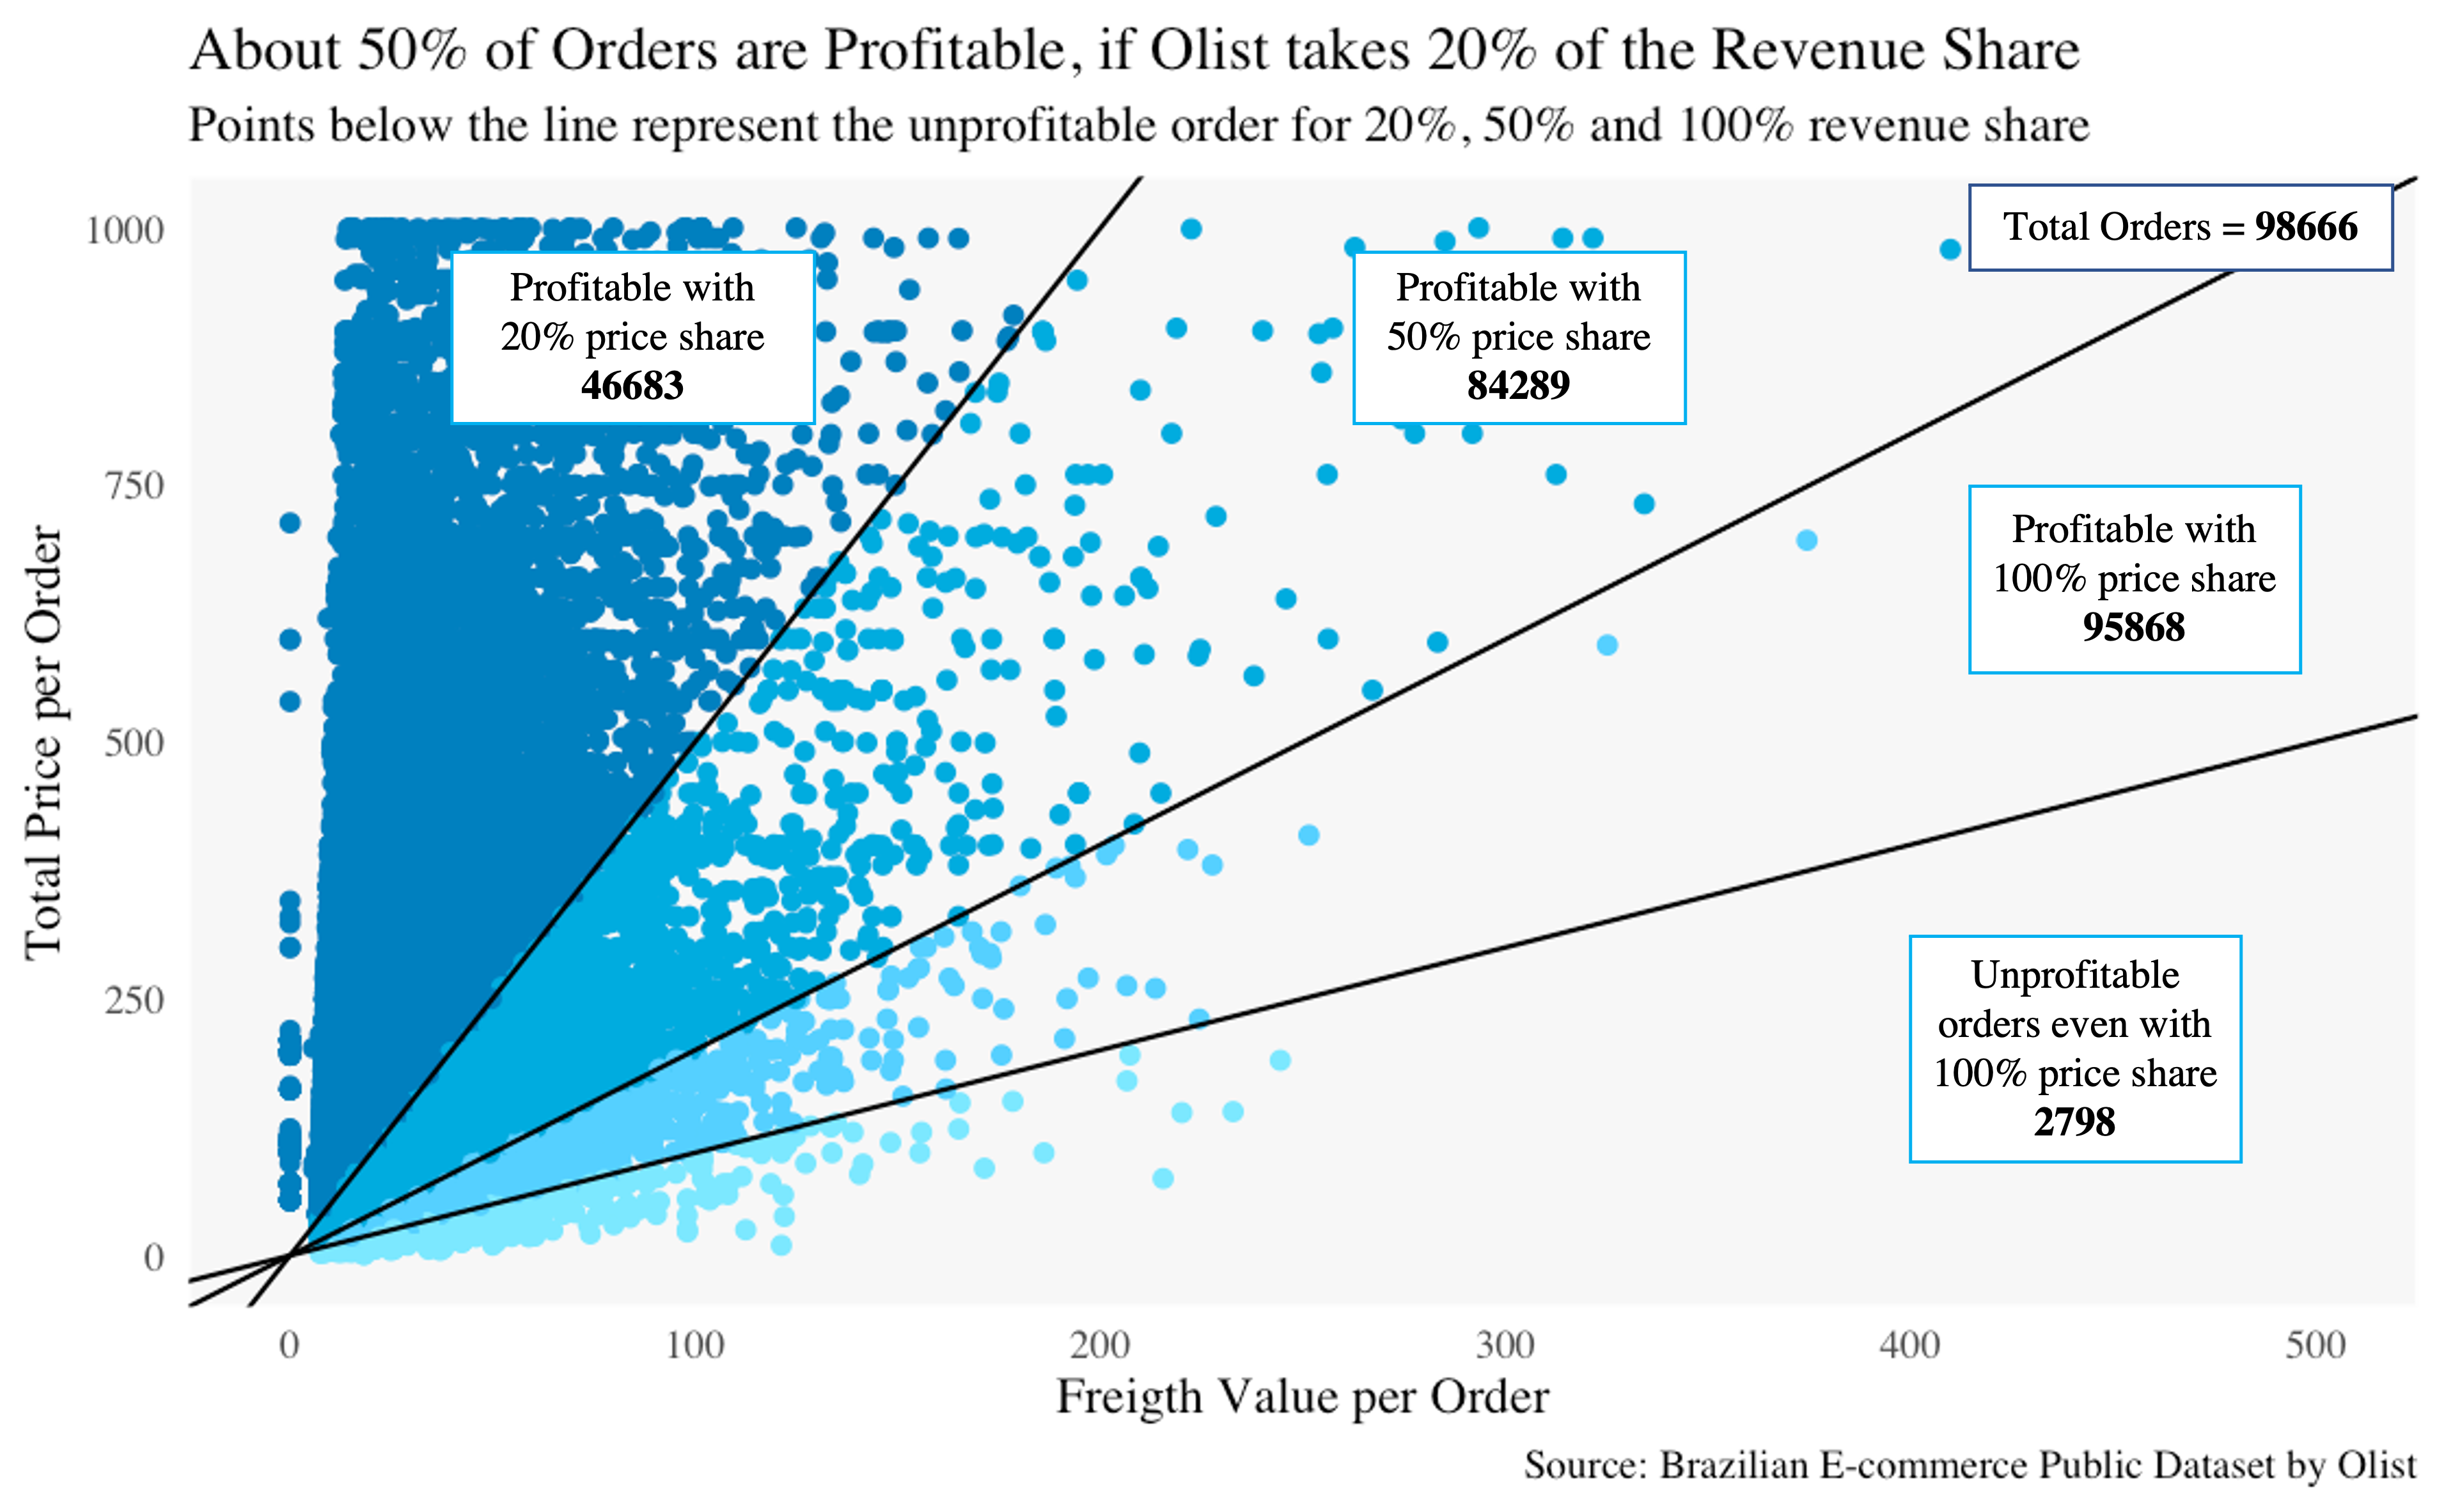 About 50% of Orders are Profitable, if Olist takes 20% of the Revenue Share
Points below the line represent the unprofitable order for 20%, 50% and 100% revenue share
Total Orders = 98666
Profitable with
20% price share
46683
Profitable with
50% price share
84289
Profitable with
100% price share
95868
Unprofitable
orders even with
100% price share
2798
Total Price per Order
1000
750
500
250
0
0 100 200 300 400 500
Freigth Value per Order
Source: Brazilian E-commerce Public Dataset by Olist